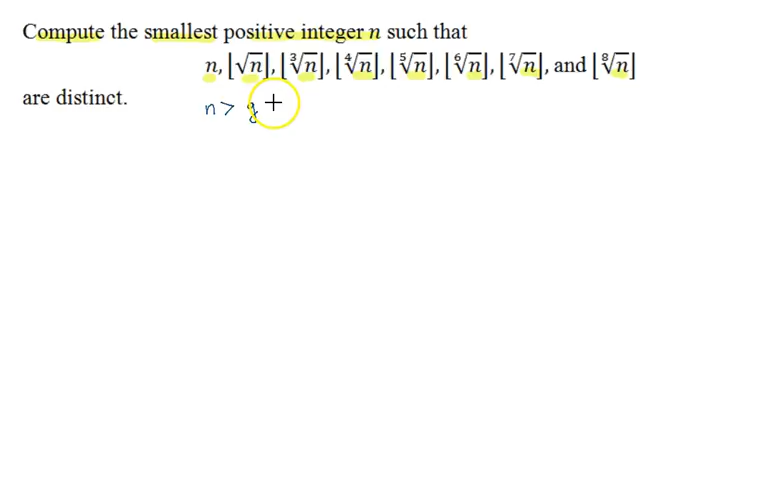 Compute the smallest positive integer n such that
n, ⌊√n⌋, ⌊∛n⌋, ⌊∜n⌋, ⌊⁵√n⌋, ⌊⁶√n⌋, ⌊⁷√n⌋, and ⌊⁸√n⌋
are distinct.
n >